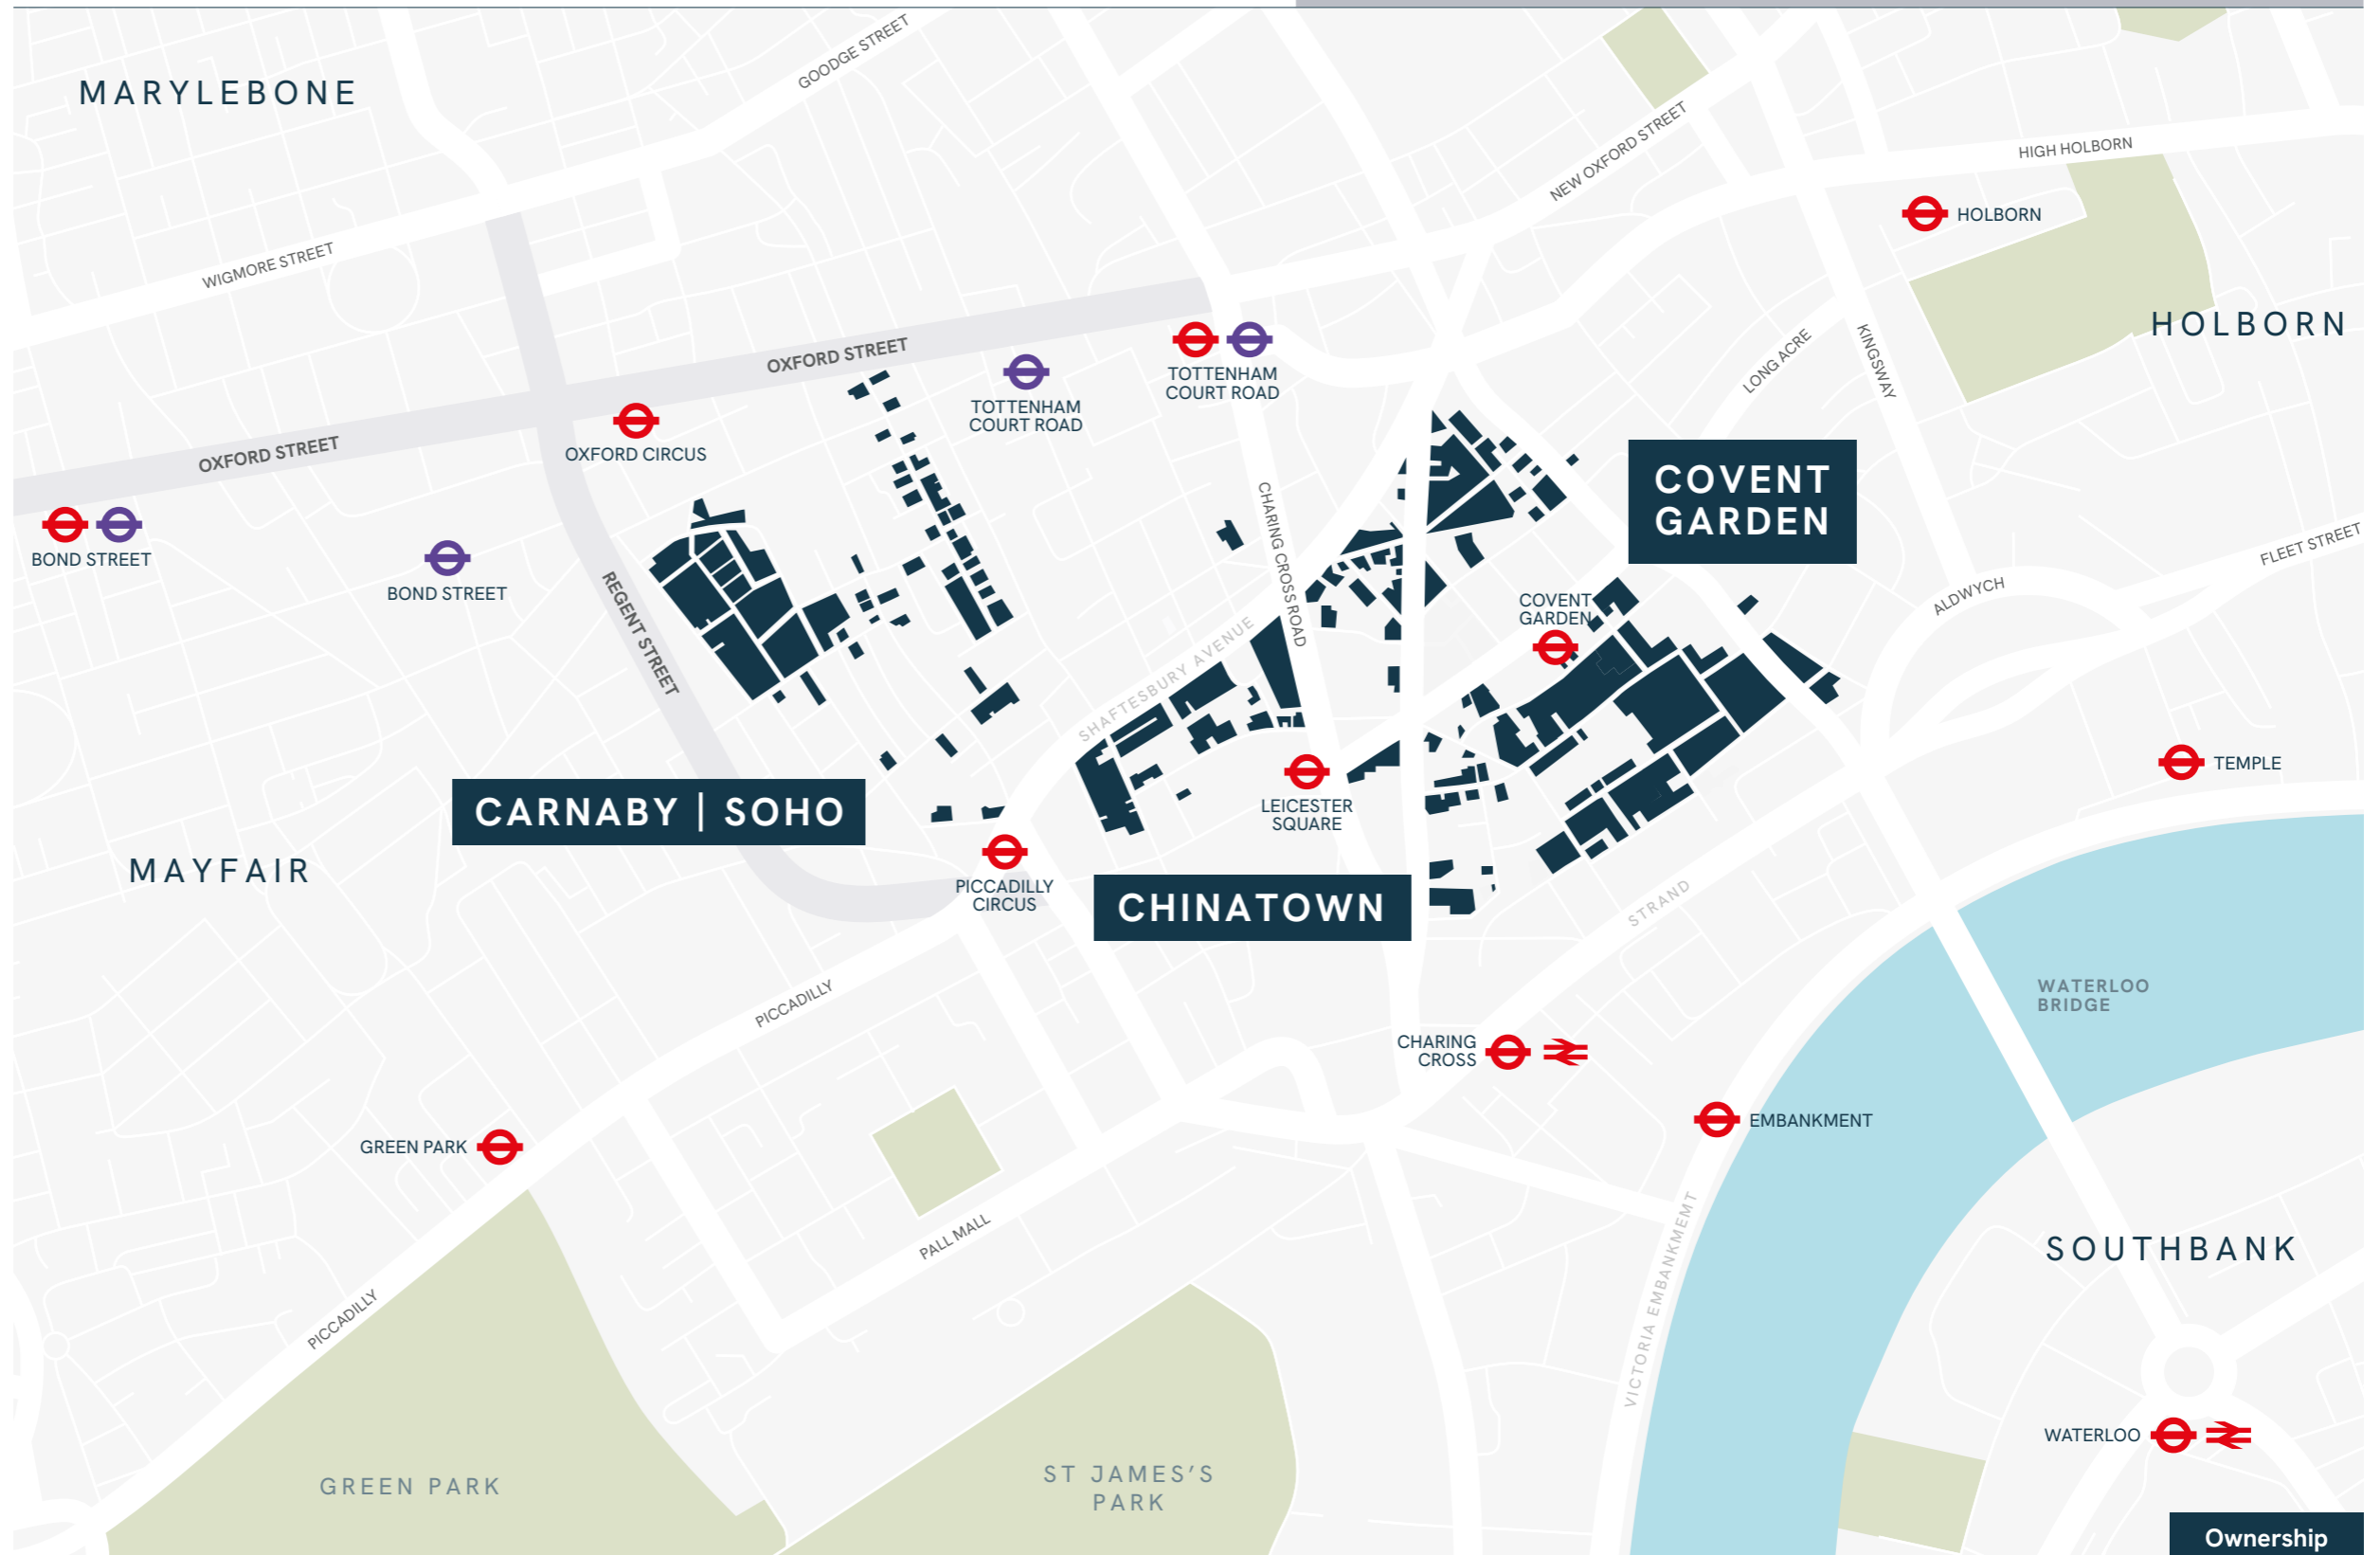 GOODGE STREET
MARYLEBONE
NEW OXFORD STREET
HIGH HOLBORN
HOLBORN
WIGMORE STREET
HOLBORN
OXFORD STREET
TOTTENHAM
COURT ROAD
TOTTENHAM
COURT ROAD
LONG ACRE
KINGSWAY
OXFORD CIRCUS
OXFORD STREET
COVENT
GARDEN
BOND STREET
BOND STREET
CHARING CROSS ROAD
FLEET STREET
REGENT STREET
COVENT
GARDEN
ALDWYCH
SHAFTESBURY AVENUE
TEMPLE
CARNABY | SOHO
LEICESTER
SQUARE
MAYFAIR
PICCADILLY
CIRCUS
CHINATOWN
STRAND
WATERLOO
BRIDGE
PICCADILLY
CHARING
CROSS
EMBANKMENT
GREEN PARK
PALL MALL
SOUTHBANK
VICTORIA EMBANKMEMT
PICCADILLY
WATERLOO
GREEN PARK
ST JAMES’S
PARK
Ownership